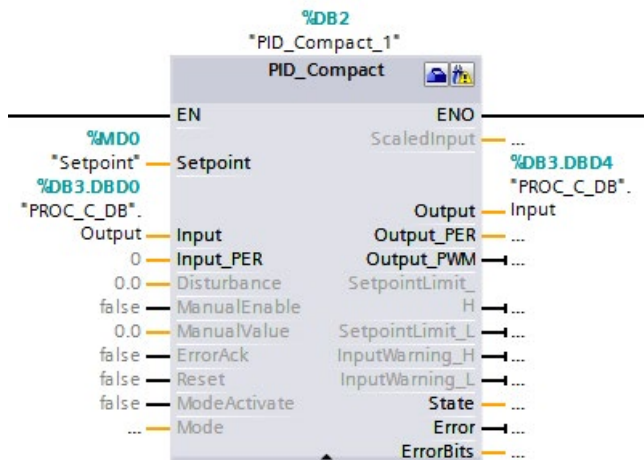 %DB2
"PID_Compact_1"
PID_Compact
EN ENO
%MD0 ScaledInput ...
"Setpoint" Setpoint %DB3.DBD4
%DB3.DBD0 "PROC_C_DB".
"PROC_C_DB". Output Input
Output Input Output_PER ...
0 Input_PER Output_PWM ...
0.0 Disturbance SetpointLimit_
false ManualEnable H ...
0.0 ManualValue SetpointLimit_L ...
false ErrorAck InputWarning_H ...
false Reset InputWarning_L ...
false ModeActivate State ...
... Mode Error ...
ErrorBits ...